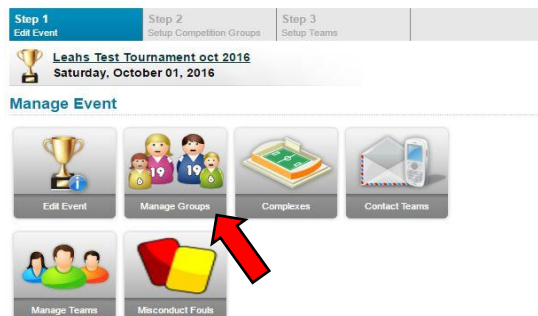 Step 1
Edit Event
Step 2
Setup Competition Groups
Step 3
Setup Teams
Leahs Test Tournament oct 2016
Saturday, October 01, 2016
Manage Event
19
19
6
6
Edit Event
Manage Groups
Complexes
Contact Teams
Manage Teams
Misconduct Fouls